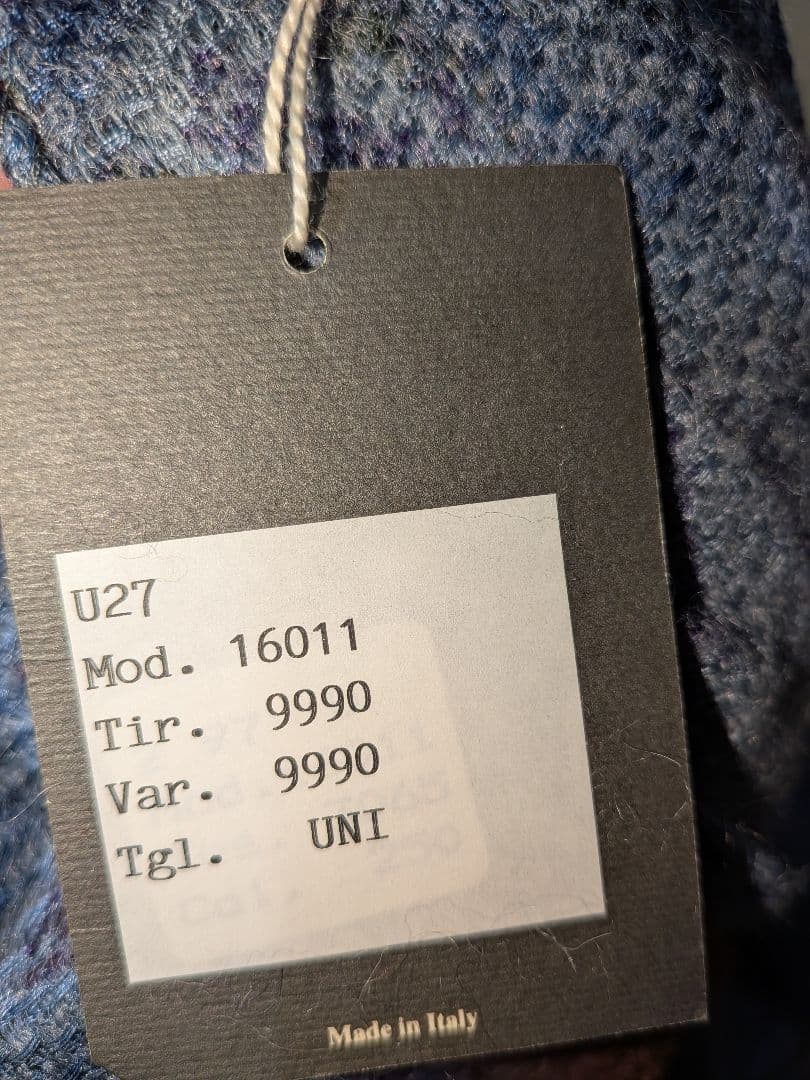 U27
Mod. 16011
Tir. 9990
Var. 9990
Tgl. UNI
Made in Italy